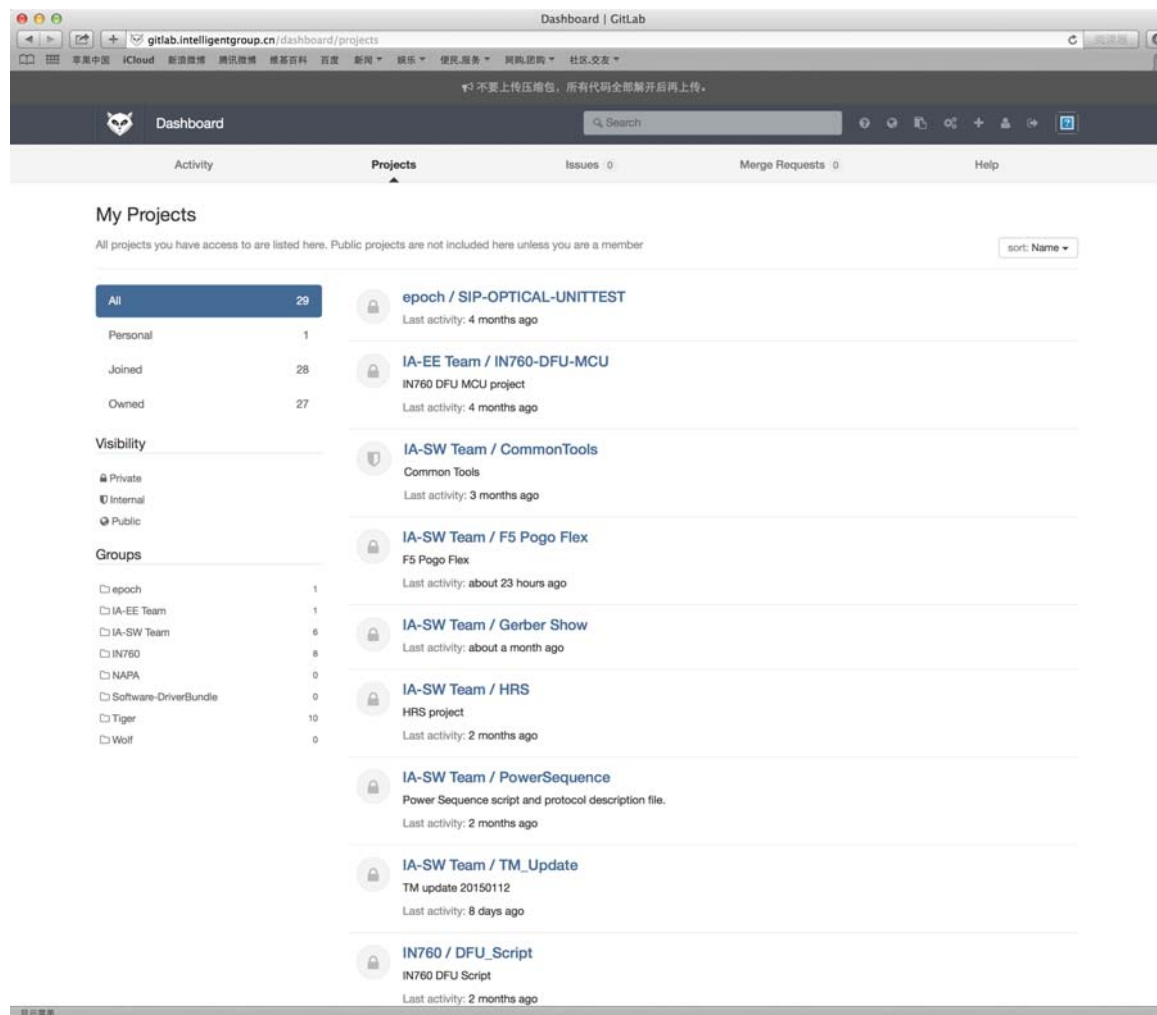 Dashboard | GitLab
gitlab.intelligentgroup.cn/dashboard/projects
阅读器
苹果中国 iCloud 新浪微博 腾讯微博 维基百科 百度 新闻 娱乐 便民.服务 网购.团购 社区.交友
不要上传压缩包，所有代码全部解开后再上传。
Dashboard
Search
Activity
Projects
Issues 0
Merge Requests 0
Help
My Projects
All projects you have access to are listed here. Public projects are not included here unless you are a member
sort: Name
All 29
Personal 1
Joined 28
Owned 27
Visibility
Private
Internal
Public
Groups
epoch 1
IA-EE Team 1
IA-SW Team 6
IN760 8
NAPA 0
Software-DriverBundle 0
Tiger 10
Wolf 0
epoch / SIP-OPTICAL-UNITTEST
Last activity: 4 months ago
IA-EE Team / IN760-DFU-MCU
IN760 DFU MCU project
Last activity: 4 months ago
IA-SW Team / CommonTools
Common Tools
Last activity: 3 months ago
IA-SW Team / F5 Pogo Flex
F5 Pogo Flex
Last activity: about 23 hours ago
IA-SW Team / Gerber Show
Last activity: about a month ago
IA-SW Team / HRS
HRS project
Last activity: 2 months ago
IA-SW Team / PowerSequence
Power Sequence script and protocol description file.
Last activity: 2 months ago
IA-SW Team / TM_Update
TM update 20150112
Last activity: 8 days ago
IN760 / DFU_Script
IN760 DFU Script
Last activity: 2 months ago
显示菜单